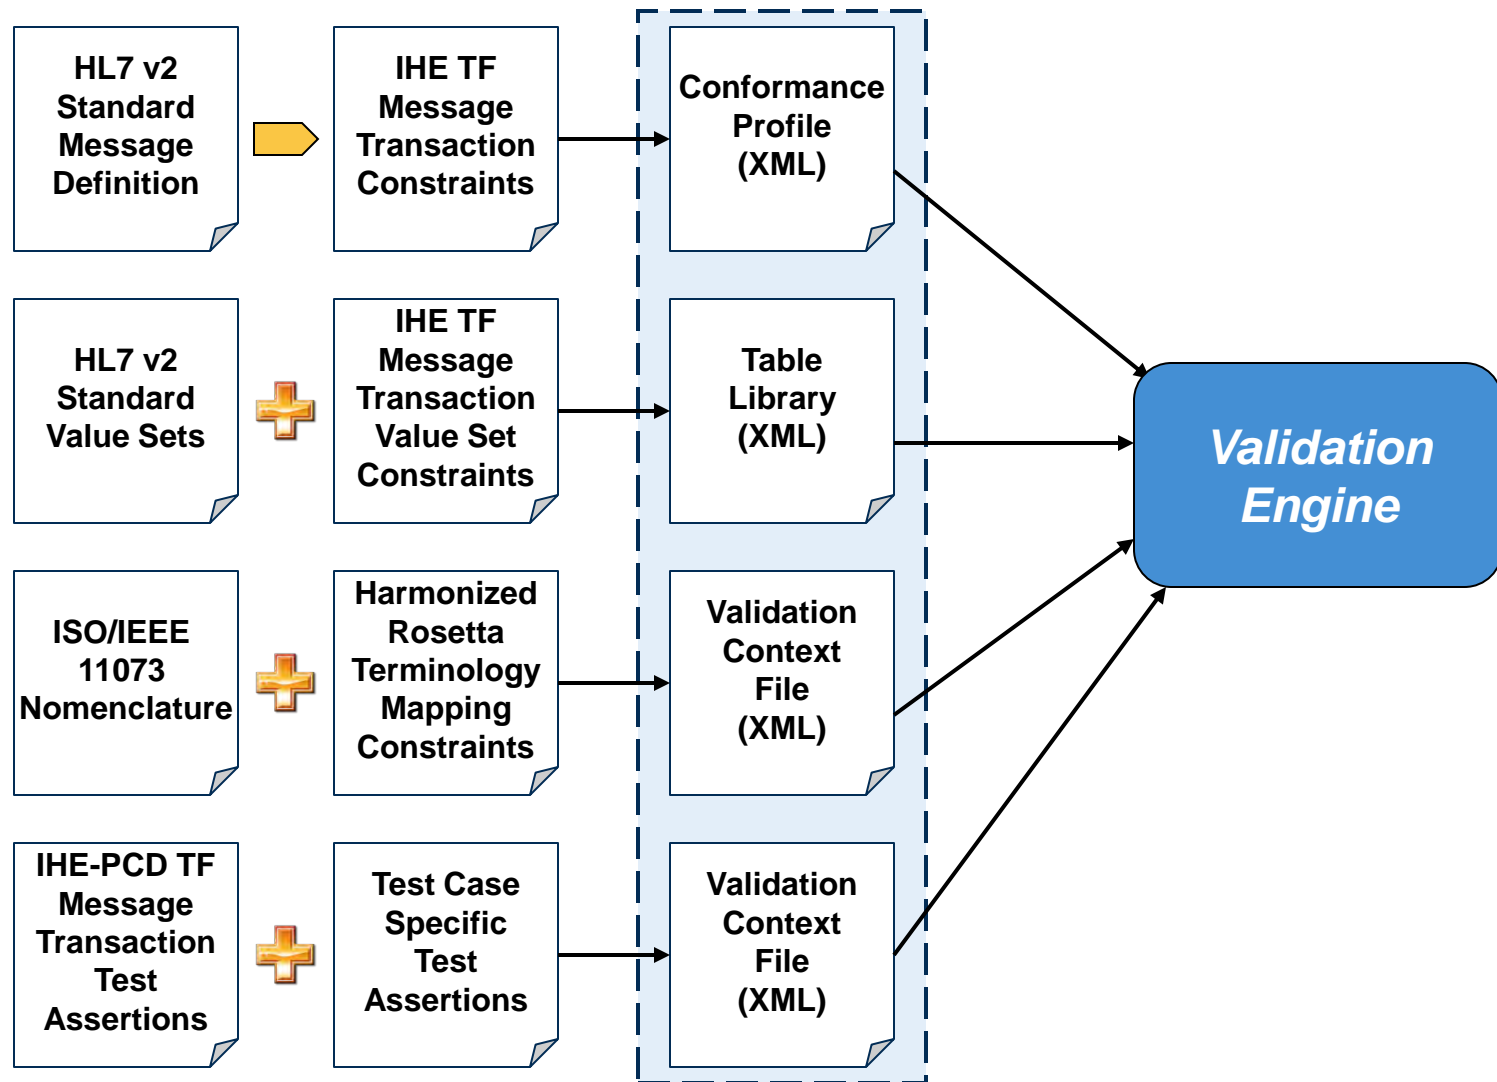 HL7 v2
Standard
Message
Definition
IHE TF
Message
Transaction
Constraints
Conformance
Profile
(XML)
HL7 v2
Standard
Value Sets
IHE TF
Message
Transaction
Value Set
Constraints
Table
Library
(XML)
Validation
Engine
ISO/IEEE
11073
Nomenclature
Harmonized
Rosetta
Terminology
Mapping
Constraints
Validation
Context
File
(XML)
IHE-PCD TF
Message
Transaction
Test
Assertions
Test Case
Specific
Test
Assertions
Validation
Context
File
(XML)